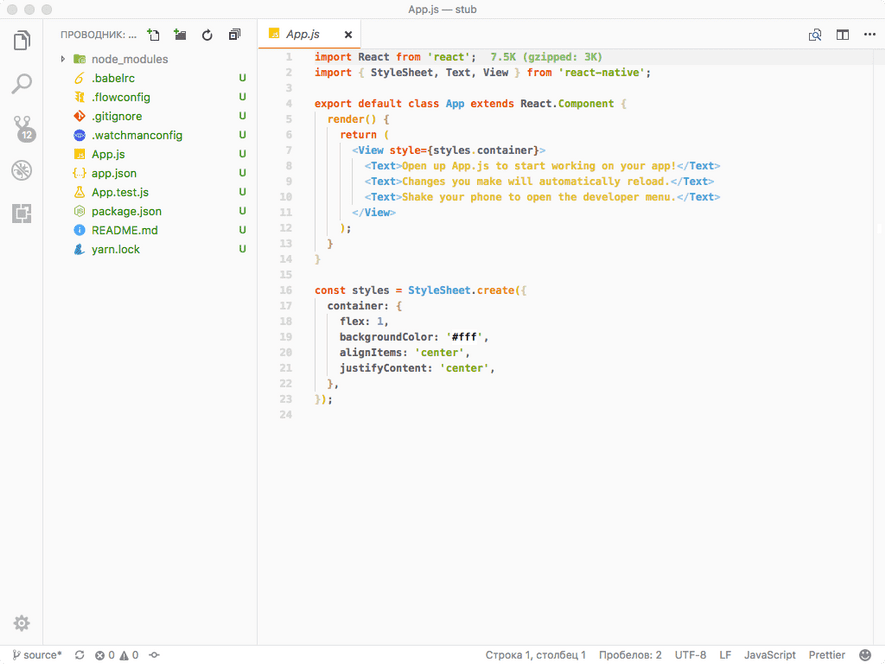 App.js — stub
ПРОВОДНИК: ...
App.js
node_modules
.babelrc U
.flowconfig U
.gitignore U
.watchmanconfig U
App.js U
app.json U
App.test.js U
package.json U
README.md U
yarn.lock U
12
1 import React from 'react'; 7.5K (gzipped: 3K)
2 import { StyleSheet, Text, View } from 'react-native';
3
4 export default class App extends React.Component {
5 render() {
6 return (
7 <View style={styles.container}>
8 <Text>Open up App.js to start working on your app!</Text>
9 <Text>Changes you make will automatically reload.</Text>
10 <Text>Shake your phone to open the developer menu.</Text>
11 </View>
12 );
13 }
14 }
15
16 const styles = StyleSheet.create({
17 container: {
18 flex: 1,
19 backgroundColor: '#fff',
20 alignItems: 'center',
21 justifyContent: 'center',
22 },
23 });
24
source* 0 0 Строка 1, столбец 1 Пробелов: 2 UTF-8 LF JavaScript Prettier